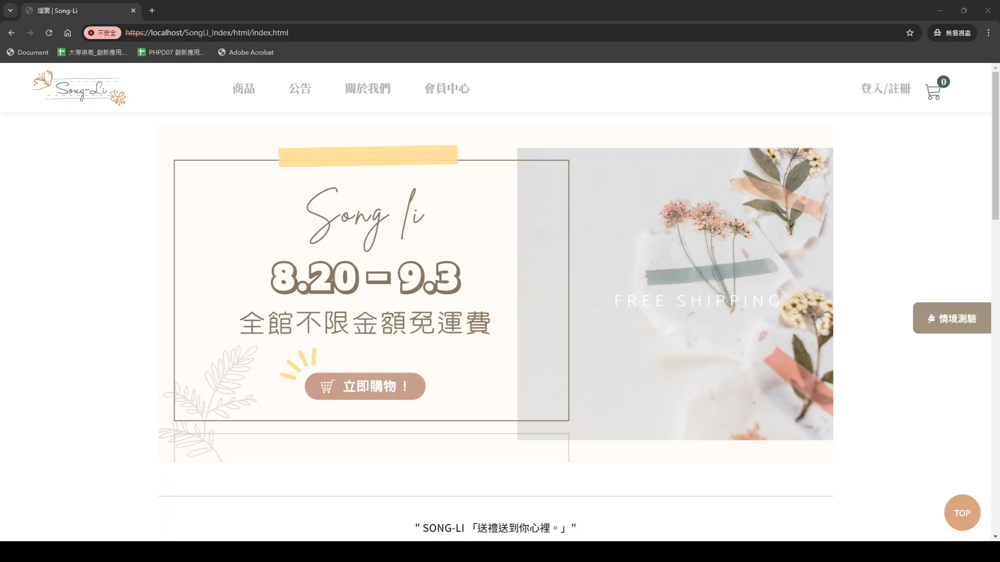 頌裏 | Song-Li
不安全 https://localhost/SongLi_Index/html/index.html 無痕視窗
Document 大專填表_創新應用... PHPD07 創新應用... Adobe Acrobat
Song-Li 商品 公告 關於我們 會員中心 登入/註冊 0
Song li
8.20 – 9.3
全館不限金額免運費
立即購物！
FREE SHIPPING
情境測驗
TOP
" SONG-LI 「送禮送到你心裡。」"